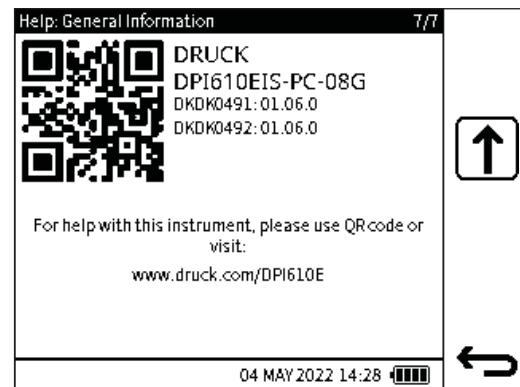 Help: General Information 7/7
DRUCK
DPI610EIS-PC-08G
DKDK0491: 01.06.0
DKDK0492: 01.06.0
For help with this instrument, please use QR code or
visit:
www.druck.com/DPI610E
04 MAY 2022 14:28